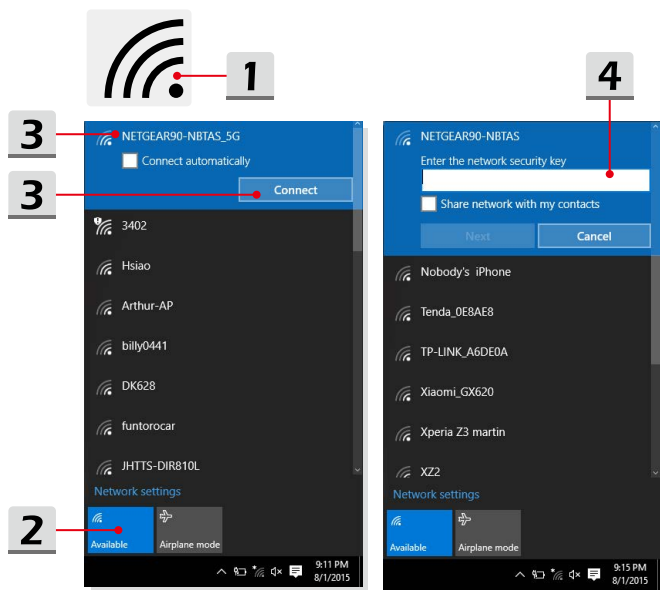 1
3
NETGEAR90-NBTAS_5G
Connect automatically
3
Connect
3402
Hsiao
Arthur-AP
billy0441
DK628
funtorocar
JHTTS-DIR810L
Network settings
2
Available
Airplane mode
9:11 PM
8/1/2015
4
NETGEAR90-NBTAS
Enter the network security key
Share network with my contacts
Next
Cancel
Nobody's iPhone
Tenda_0E8AE8
TP-LINK_A6DE0A
Xiaomi_GX620
Xperia Z3 martin
XZ2
Network settings
Available
Airplane mode
9:15 PM
8/1/2015